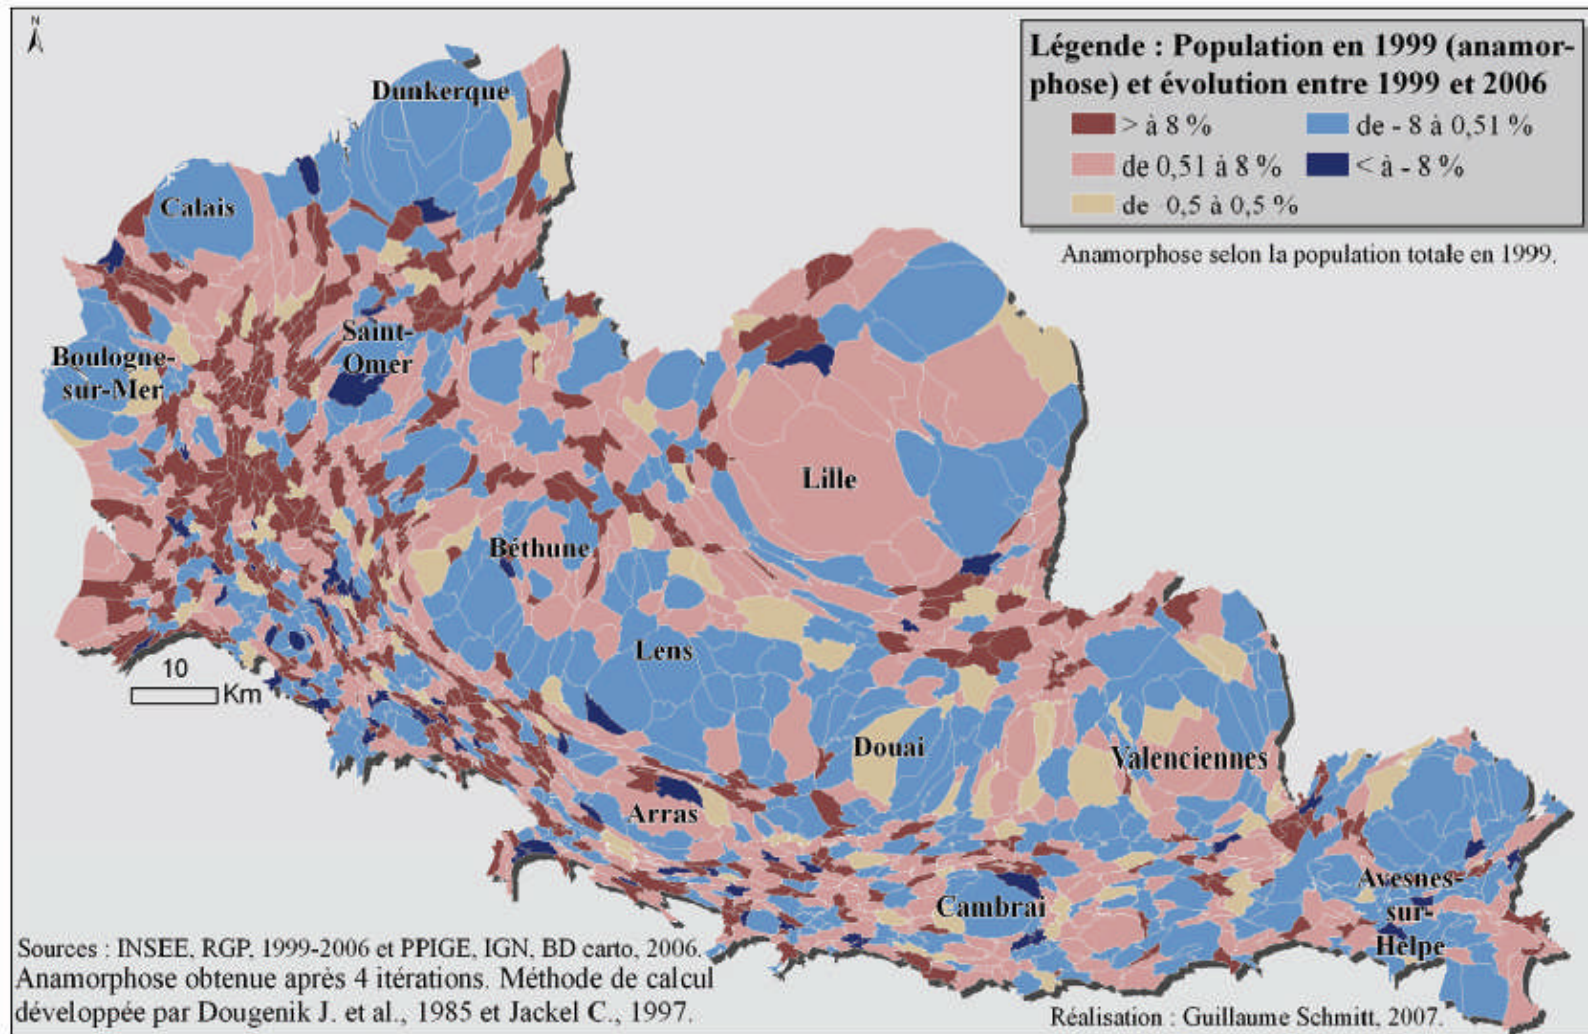 N
Légende : Population en 1999 (anamor-
phose) et évolution entre 1999 et 2006
> à 8 %
de - 8 à 0,51 %
de 0,51 à 8 %
< à - 8 %
de 0,5 à 0,5 %
Anamorphose selon la population totale en 1999.
Dunkerque
Calais
Saint-
Omer
Boulogne-
sur-Mer
Lille
Béthune
Lens
10
Km
Douai
Valenciennes
Arras
Avesnes-
sur-
Helpe
Cambrai
Sources : INSEE, RGP, 1999-2006 et PPIGE, IGN, BD carto, 2006.
Anamorphose obtenue après 4 itérations. Méthode de calcul
développée par Dougenik J. et al., 1985 et Jackel C., 1997.
Réalisation : Guillaume Schmitt, 2007.